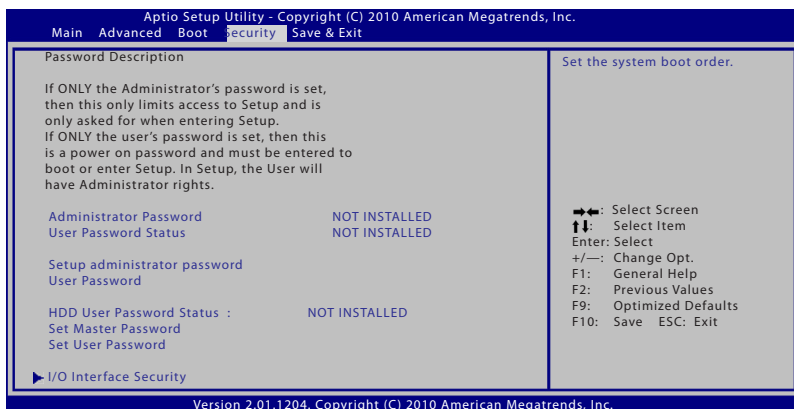 Aptio Setup Utility - Copyright (C) 2010 American Megatrends, Inc.
Main Advanced Boot Security Save & Exit
Password Description
If ONLY the Administrator's password is set,
then this only limits access to Setup and is
only asked for when entering Setup.
If ONLY the user's password is set, then this
is a power on password and must be entered to
boot or enter Setup. In Setup, the User will
have Administrator rights.
Administrator Password NOT INSTALLED
User Password Status NOT INSTALLED
Setup administrator password
User Password
HDD User Password Status : NOT INSTALLED
Set Master Password
Set User Password
I/O Interface Security
Set the system boot order.
→←: Select Screen
↑↓: Select Item
Enter: Select
+/—: Change Opt.
F1: General Help
F2: Previous Values
F9: Optimized Defaults
F10: Save ESC: Exit
Version 2.01.1204. Copyright (C) 2010 American Megatrends, Inc.